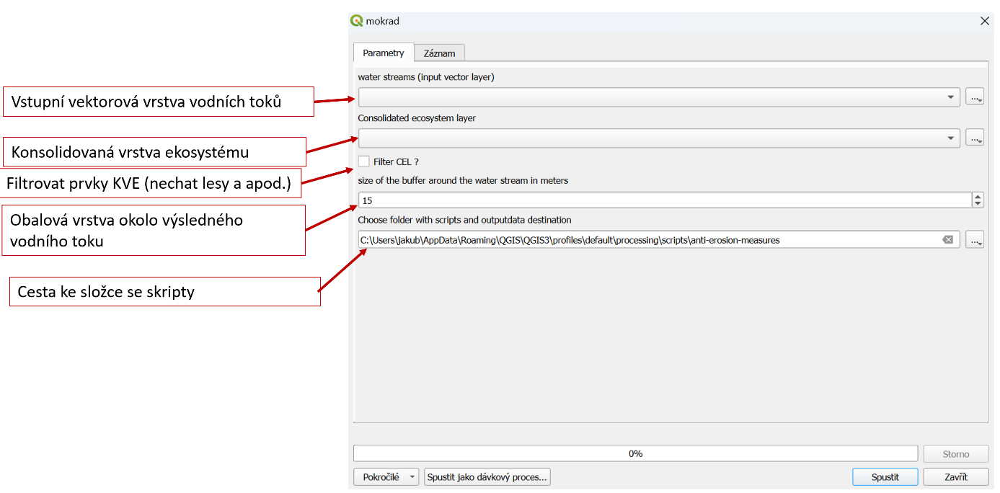 mokrad
Parametry
Záznam
water streams (input vector layer)
Vstupní vektorová vrstva vodních toků
...
Consolidated ecosystem layer
Konsolidovaná vrstva ekosystému
...
Filter CEL ?
Filtrovat prvky KVE (nechat lesy a apod.)
size of the buffer around the water stream in meters
15
Obalová vrstva okolo výsledného
vodního toku
Choose folder with scripts and outputdata destination
C:\Users\jakub\AppData\Roaming\QGIS\QGIS3\profiles\default\processing\scripts\anti-erosion-measures
...
Cesta ke složce se skripty
0%
Storno
Pokročilé
Spustit jako dávkový proces...
Spustit
Zavřít